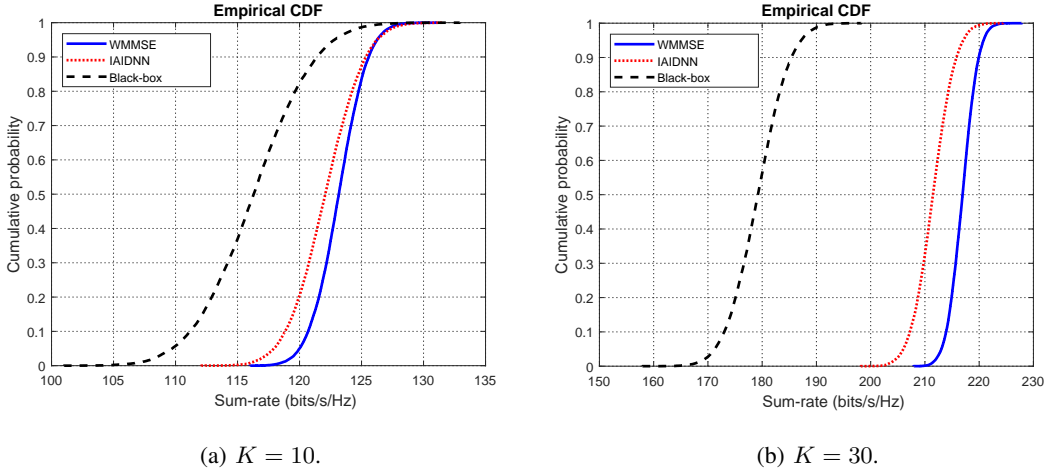 Empirical CDF
1
0.9
0.8
0.7
0.6
0.5
0.4
0.3
0.2
0.1
0
Cumulative probability
WMMSE
IAIDNN
Black-box
100 105 110 115 120 125 130 135
Sum-rate (bits/s/Hz)
(a) K = 10.
Empirical CDF
1
0.9
0.8
0.7
0.6
0.5
0.4
0.3
0.2
0.1
0
Cumulative probability
WMMSE
IAIDNN
Black-box
150 160 170 180 190 200 210 220 230
Sum-rate (bits/s/Hz)
(b) K = 30.